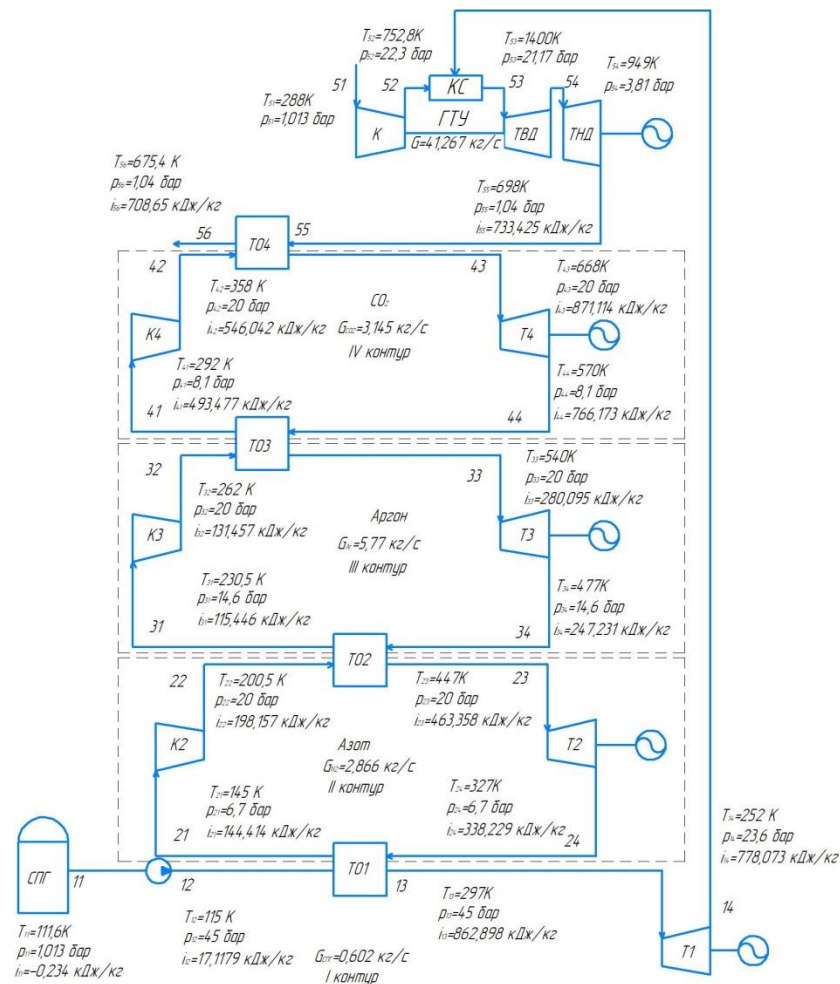 T₅₂=752,8K
p₅₂=22,3 бар
T₅₃=1400K
p₅₃=21,17 бар
T₅₄=949K
p₅₄=3,81 бар
51
52
КС
53
54
T₅₁=288K
p₅₁=1,013 бар
К
ГТУ
G=41,267 кг/с
ТВД
ТНД
T₅₆=675,4 K
p₅₆=1,04 бар
i₅₆=708,65 кДж/кг
T₅₅=698K
p₅₅=1,04 бар
i₅₅=733,425 кДж/кг
56
ТО4
55
42
43
T₄₂=358 K
p₄₂=20 бар
i₄₂=546,042 кДж/кг
CO₂
G_CO2=3,145 кг/с
IV контур
T₄₃=668K
p₄₃=20 бар
i₄₃=871,114 кДж/кг
К4
Т4
T₄₁=292 K
p₄₁=8,1 бар
i₄₁=493,477 кДж/кг
T₄₄=570K
p₄₄=8,1 бар
i₄₄=766,173 кДж/кг
41
ТО3
44
32
33
T₃₂=262 K
p₃₂=20 бар
i₃₂=131,457 кДж/кг
T₃₃=540K
p₃₃=20 бар
i₃₃=280,095 кДж/кг
К3
Аргон
G_Ar=5,77 кг/с
III контур
Т3
T₃₁=230,5 K
p₃₁=14,6 бар
i₃₁=115,446 кДж/кг
T₃₄=477K
p₃₄=14,6 бар
i₃₄=247,231 кДж/кг
31
ТО2
34
22
23
T₂₂=200,5 K
p₂₂=20 бар
i₂₂=198,157 кДж/кг
T₂₃=447K
p₂₃=20 бар
i₂₃=463,358 кДж/кг
К2
Азот
G_N2=2,866 кг/с
II контур
Т2
T₂₁=145 K
p₂₁=6,7 бар
i₂₁=144,414 кДж/кг
T₂₄=327K
p₂₄=6,7 бар
i₂₄=338,229 кДж/кг
21
24
T₁₄=252 K
p₁₄=23,6 бар
i₁₄=778,073 кДж/кг
СПГ
11
12
ТО1
13
14
T₁₁=111,6K
p₁₁=1,013 бар
i₁₁=-0,234 кДж/кг
T₁₂=115 K
p₁₂=45 бар
i₁₂=17,1179 кДж/кг
G_СПГ=0,602 кг/с
I контур
T₁₃=297K
p₁₃=45 бар
i₁₃=862,898 кДж/кг
Т1